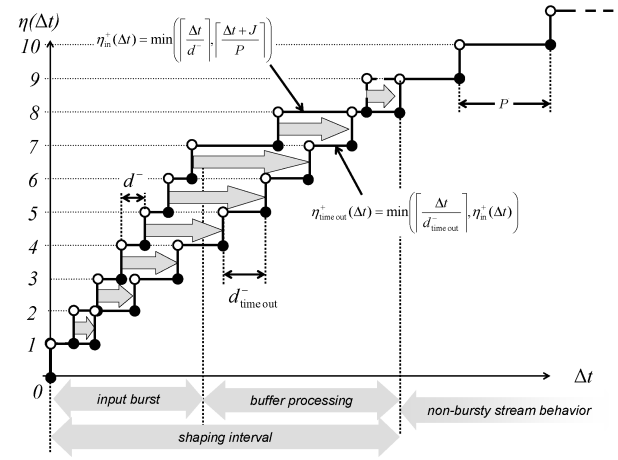 η(Δt)
η⁺in(Δt) = min(⌈Δt/d⁻⌉, ⌈(Δt + J)/P⌉)
10
9
8
7
6
5
4
3
2
1
0
P
d⁻
η⁺time out(Δt) = min(⌈Δt/d⁻time out⌉, η⁺in(Δt))
d⁻time out
Δt
input burst
buffer processing
non-bursty stream behavior
shaping interval